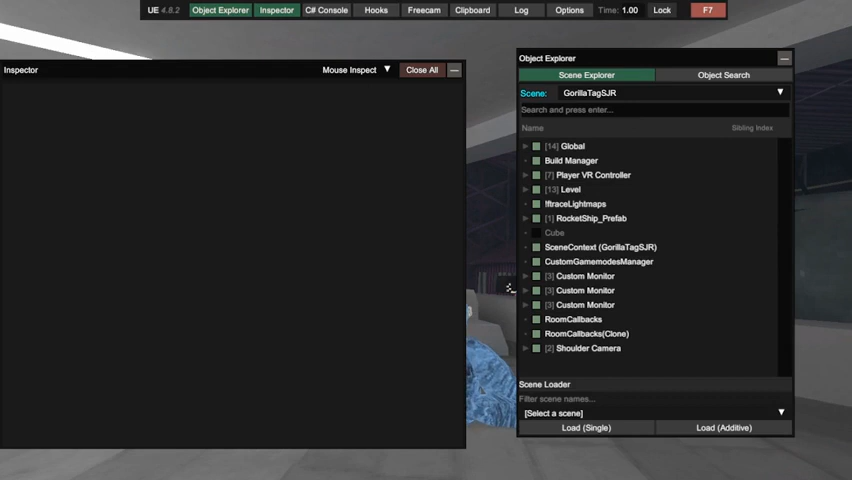 UE 4.8.2 Object Explorer Inspector C# Console Hooks Freecam Clipboard Log Options Time: 1.00 Lock F7
Inspector Mouse Inspect ▼ Close All —
Object Explorer —
Scene Explorer Object Search
Scene: GorillaTagSJR ▼
Search and press enter...
Name Sibling Index
► [14] Global
Build Manager
► [7] Player VR Controller
► [13] Level
!ftraceLightmaps
► [1] RocketShip_Prefab
Cube
SceneContext (GorillaTagSJR)
CustomGamemodesManager
► [3] Custom Monitor
► [3] Custom Monitor
► [3] Custom Monitor
RoomCallbacks
RoomCallbacks(Clone)
► [2] Shoulder Camera
Scene Loader
Filter scene names...
[Select a scene] ▼
Load (Single) Load (Additive)